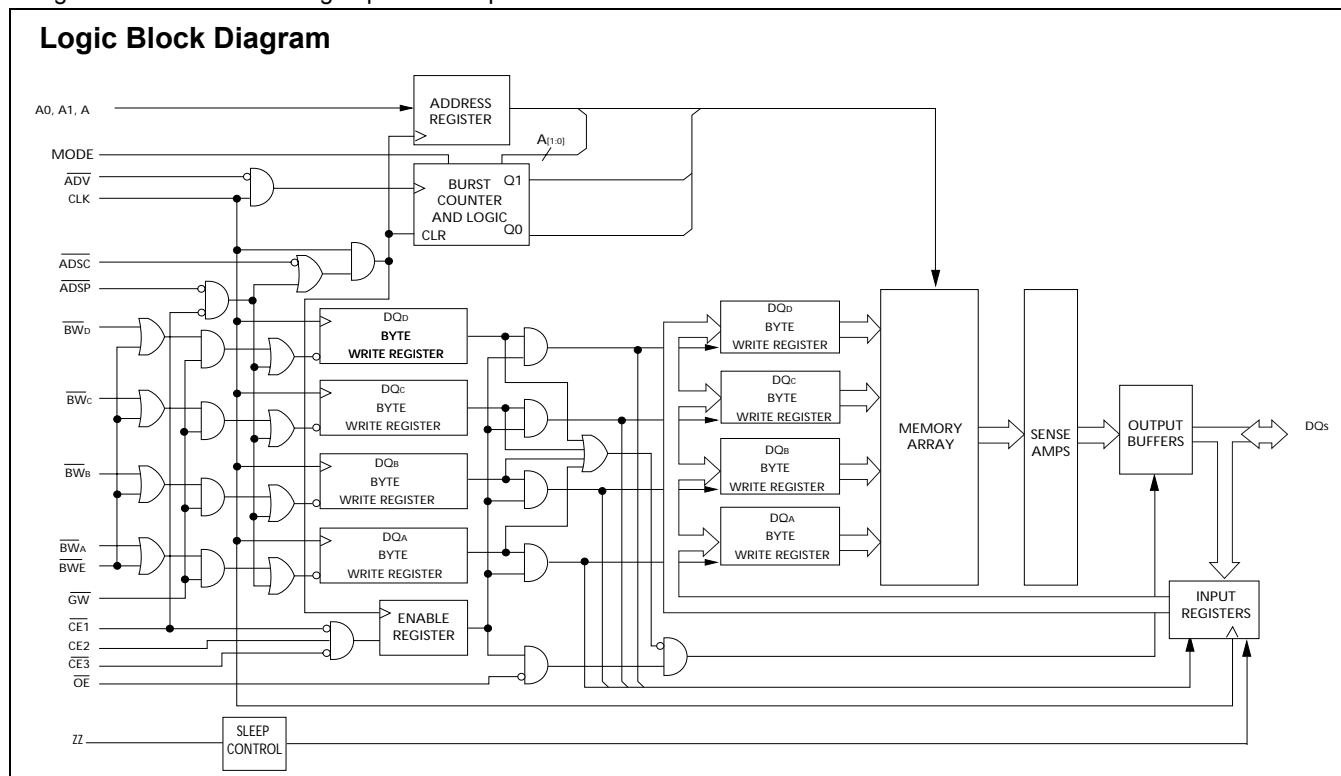 Logic Block Diagram
A0, A1, A
ADDRESS
REGISTER
A[1:0]
MODE
ADV
CLK
BURST
COUNTER
AND LOGIC
CLR
Q1
Q0
ADSC
ADSP
BWD
DQD
BYTE
WRITE REGISTER
DQD
BYTE
WRITE REGISTER
BWC
DQC
BYTE
WRITE REGISTER
DQC
BYTE
WRITE REGISTER
BWB
DQB
BYTE
WRITE REGISTER
DQB
BYTE
WRITE REGISTER
BWA
BWE
DQA
BYTE
WRITE REGISTER
DQA
BYTE
WRITE REGISTER
MEMORY
ARRAY
SENSE
AMPS
OUTPUT
BUFFERS
DQs
INPUT
REGISTERS
GW
CE1
CE2
CE3
OE
ENABLE
REGISTER
ZZ
SLEEP
CONTROL